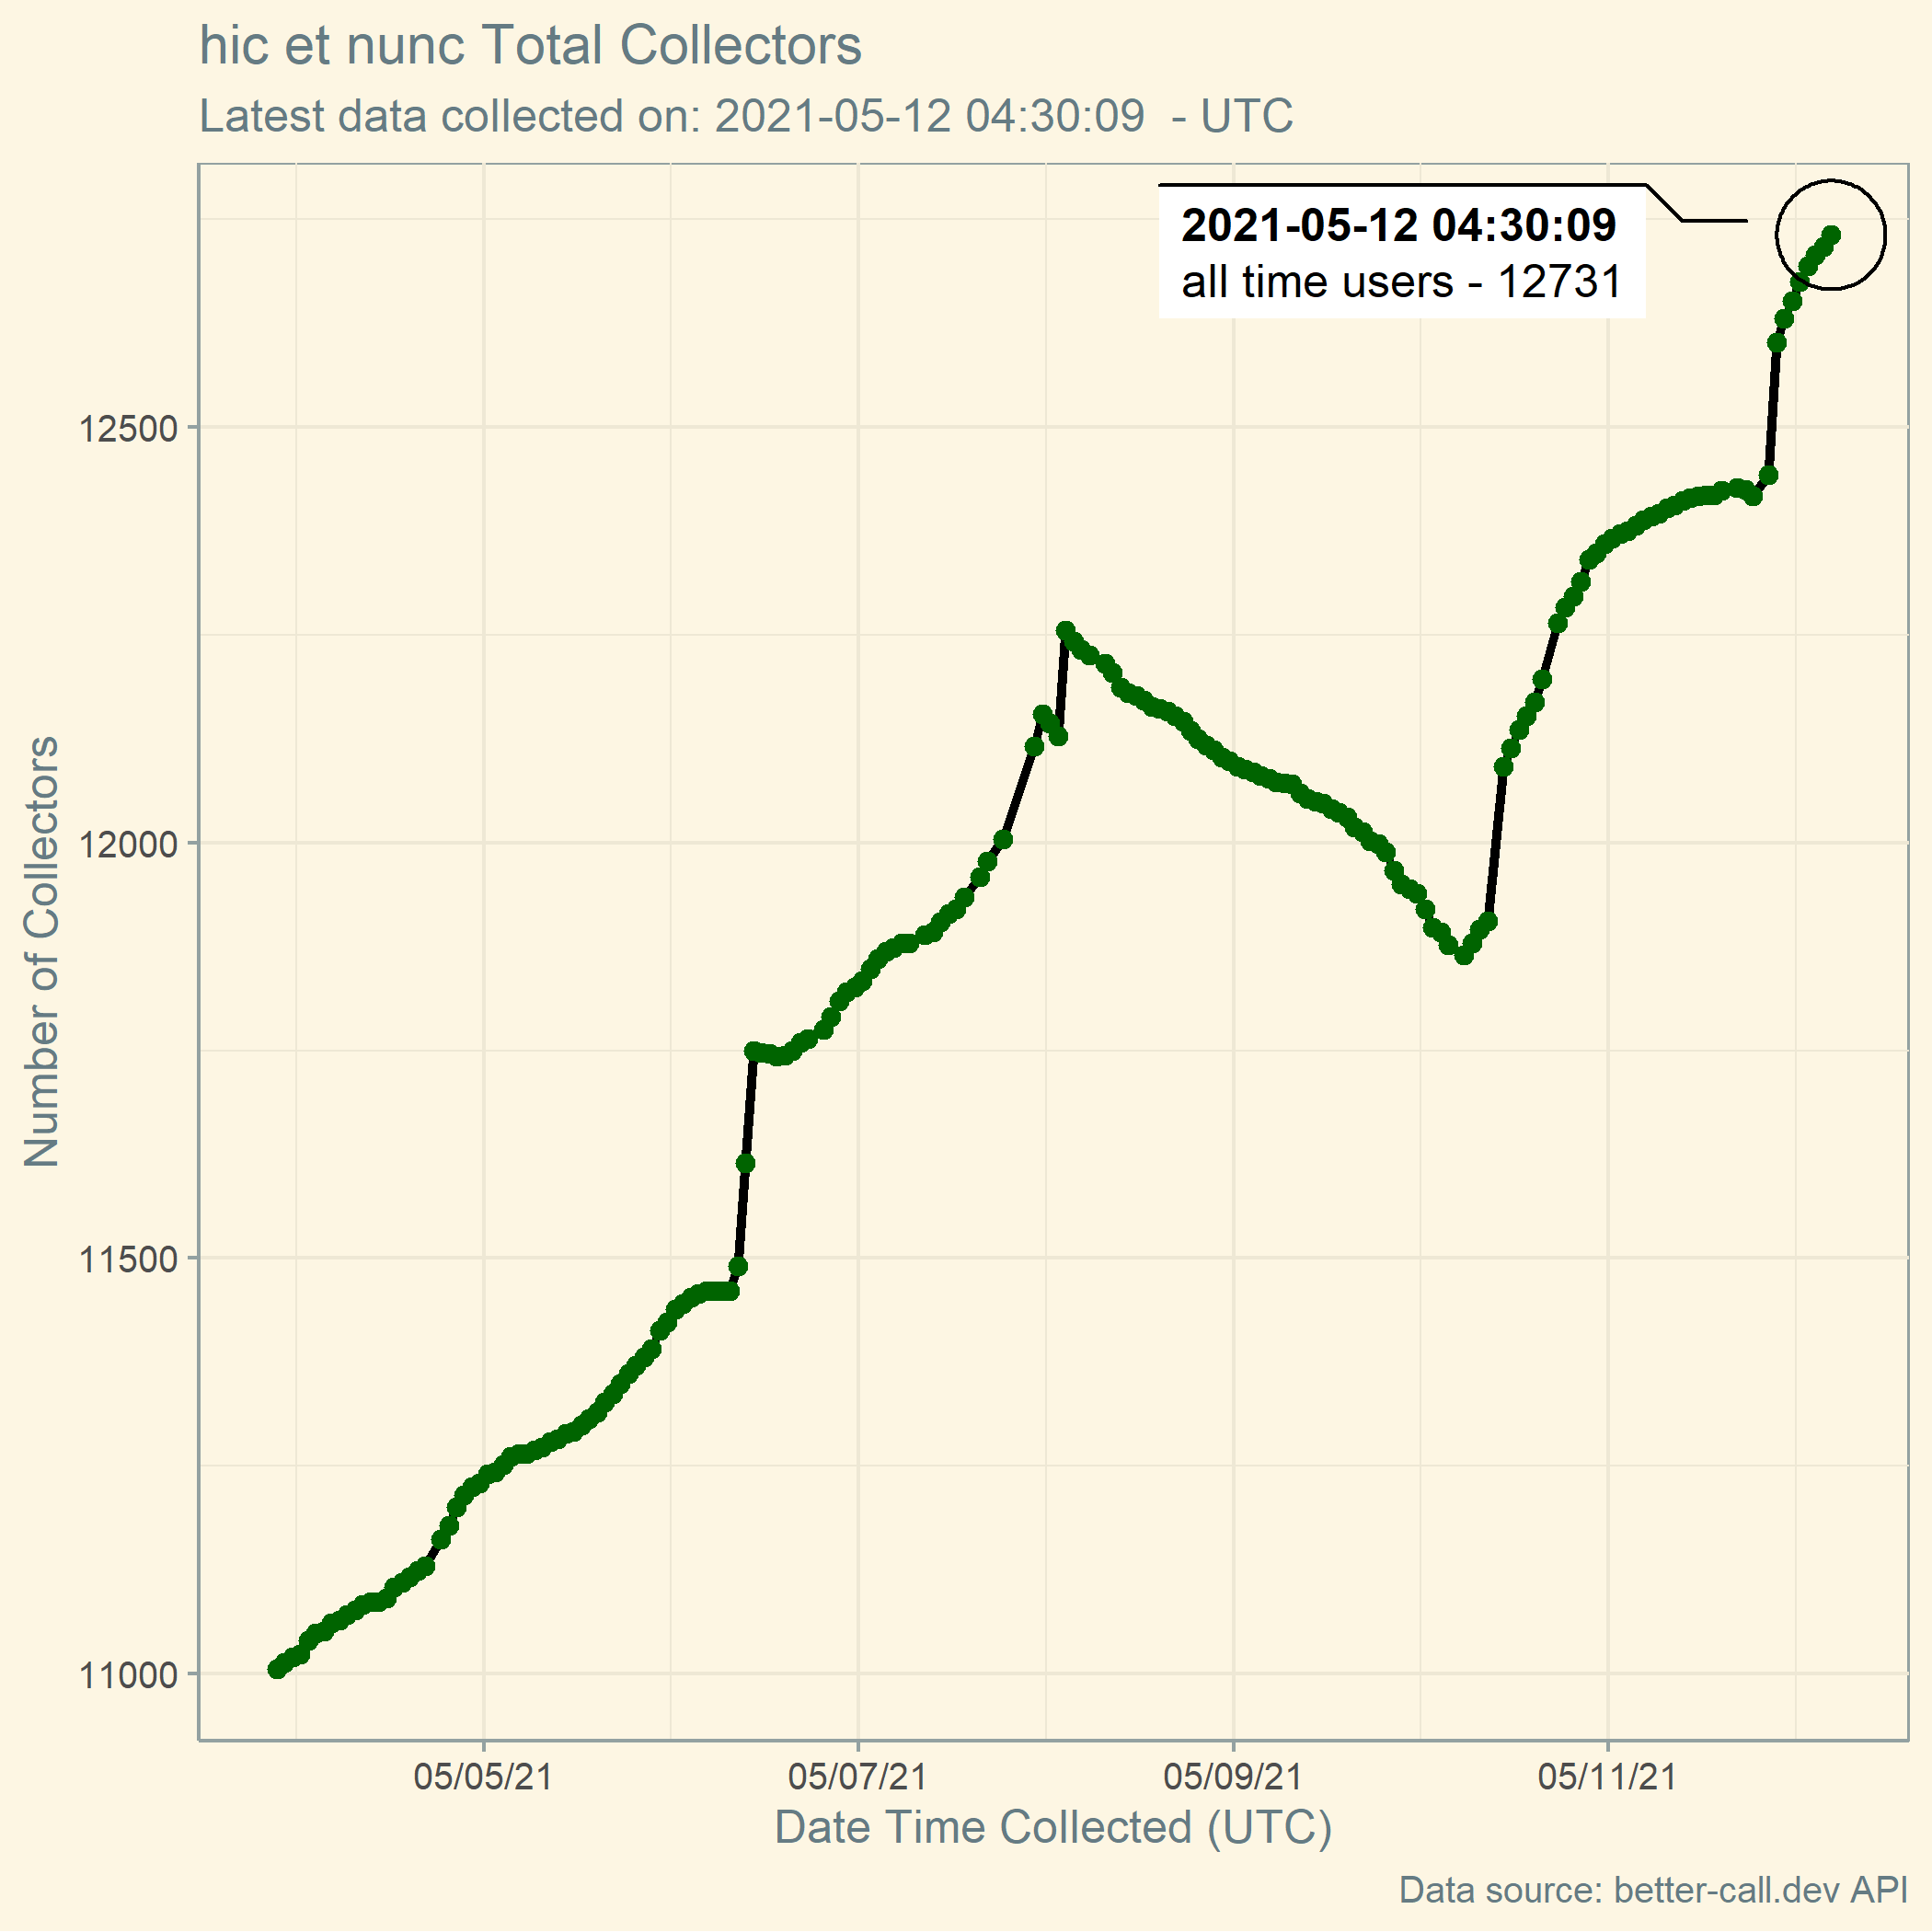 hic et nunc Total Collectors
Latest data collected on: 2021-05-12 04:30:09  - UTC
2021-05-12 04:30:09
all time users - 12731
Number of Collectors
12500
12000
11500
11000
05/05/21
05/07/21
05/09/21
05/11/21
Date Time Collected (UTC)
Data source: better-call.dev API